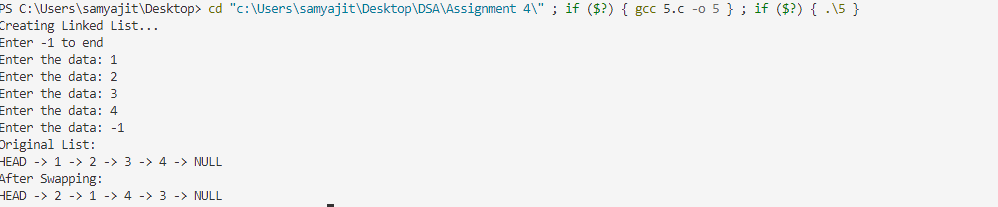 PS C:\Users\samyajit\Desktop> cd "c:\Users\samyajit\Desktop\DSA\Assignment 4\" ; if ($?) { gcc 5.c -o 5 } ; if ($?) { .\5 }
Creating Linked List...
Enter -1 to end
Enter the data: 1
Enter the data: 2
Enter the data: 3
Enter the data: 4
Enter the data: -1
Original List:
HEAD -> 1 -> 2 -> 3 -> 4 -> NULL
After Swapping:
HEAD -> 2 -> 1 -> 4 -> 3 -> NULL